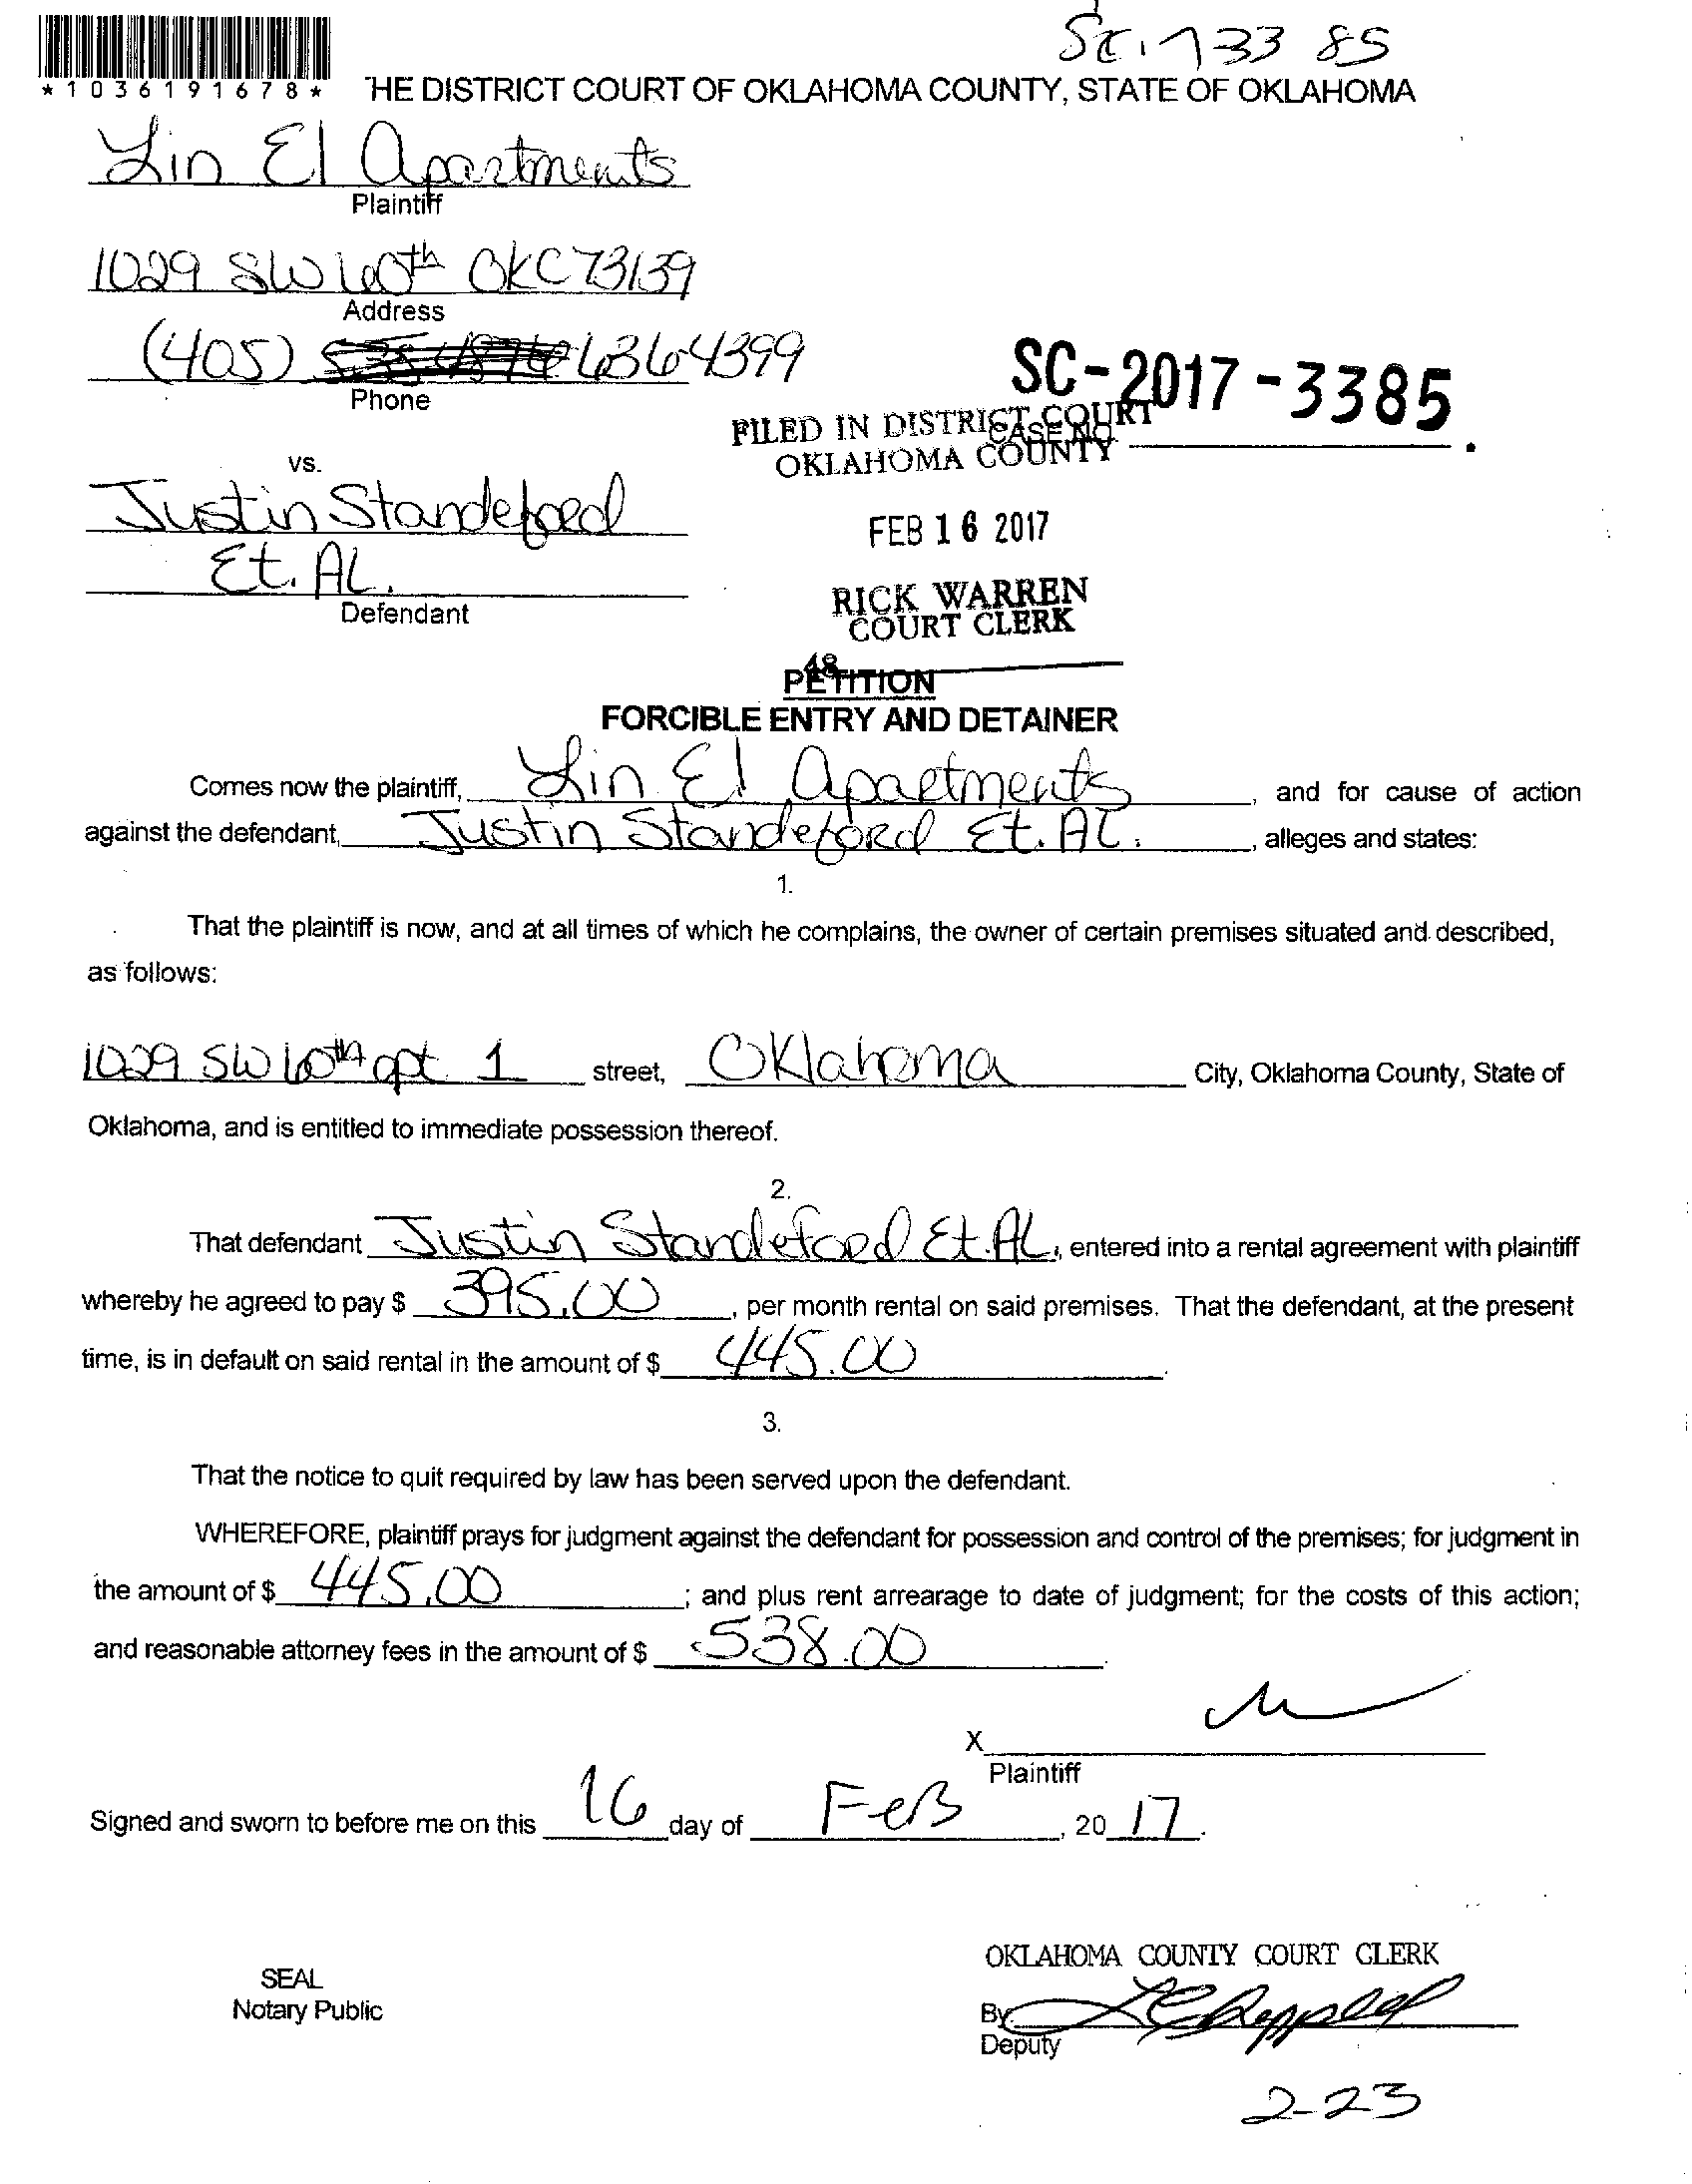 SC.1733 85
*1036191678*
THE DISTRICT COURT OF OKLAHOMA COUNTY, STATE OF OKLAHOMA
Lin El Apartments
Plaintiff
1029 SW 60th OKC 73139
Address
(405) 6364399
Phone
SC-2017-3385
CASE NO.
FILED IN DISTRICT COURT
OKLAHOMA COUNTY
vs.
Justin Standeford
Et. AL.
Defendant
FEB 16 2017
RICK WARREN
COURT CLERK
48
PETITION
FORCIBLE ENTRY AND DETAINER
Comes now the plaintiff, Lin El Apartments, and for cause of action
against the defendant, Justin Standeford Et. AL., alleges and states:
1.
That the plaintiff is now, and at all times of which he complains, the owner of certain premises situated and described,
as follows:
1029 SW 60th apt 1 street, Oklahoma City, Oklahoma County, State of
Oklahoma, and is entitled to immediate possession thereof.
2.
That defendant Justin Standeford Et. AL., entered into a rental agreement with plaintiff
whereby he agreed to pay $ 395.00, per month rental on said premises. That the defendant, at the present
time, is in default on said rental in the amount of $ 445.00.
3.
That the notice to quit required by law has been served upon the defendant.
WHEREFORE, plaintiff prays for judgment against the defendant for possession and control of the premises; for judgment in
the amount of $ 445.00; and plus rent arrearage to date of judgment; for the costs of this action;
and reasonable attorney fees in the amount of $ 538.00.
X
Plaintiff
Signed and sworn to before me on this 16 day of FeB, 20 17.
OKLAHOMA COUNTY COURT CLERK
SEAL
Notary Public
By
Deputy
2-23